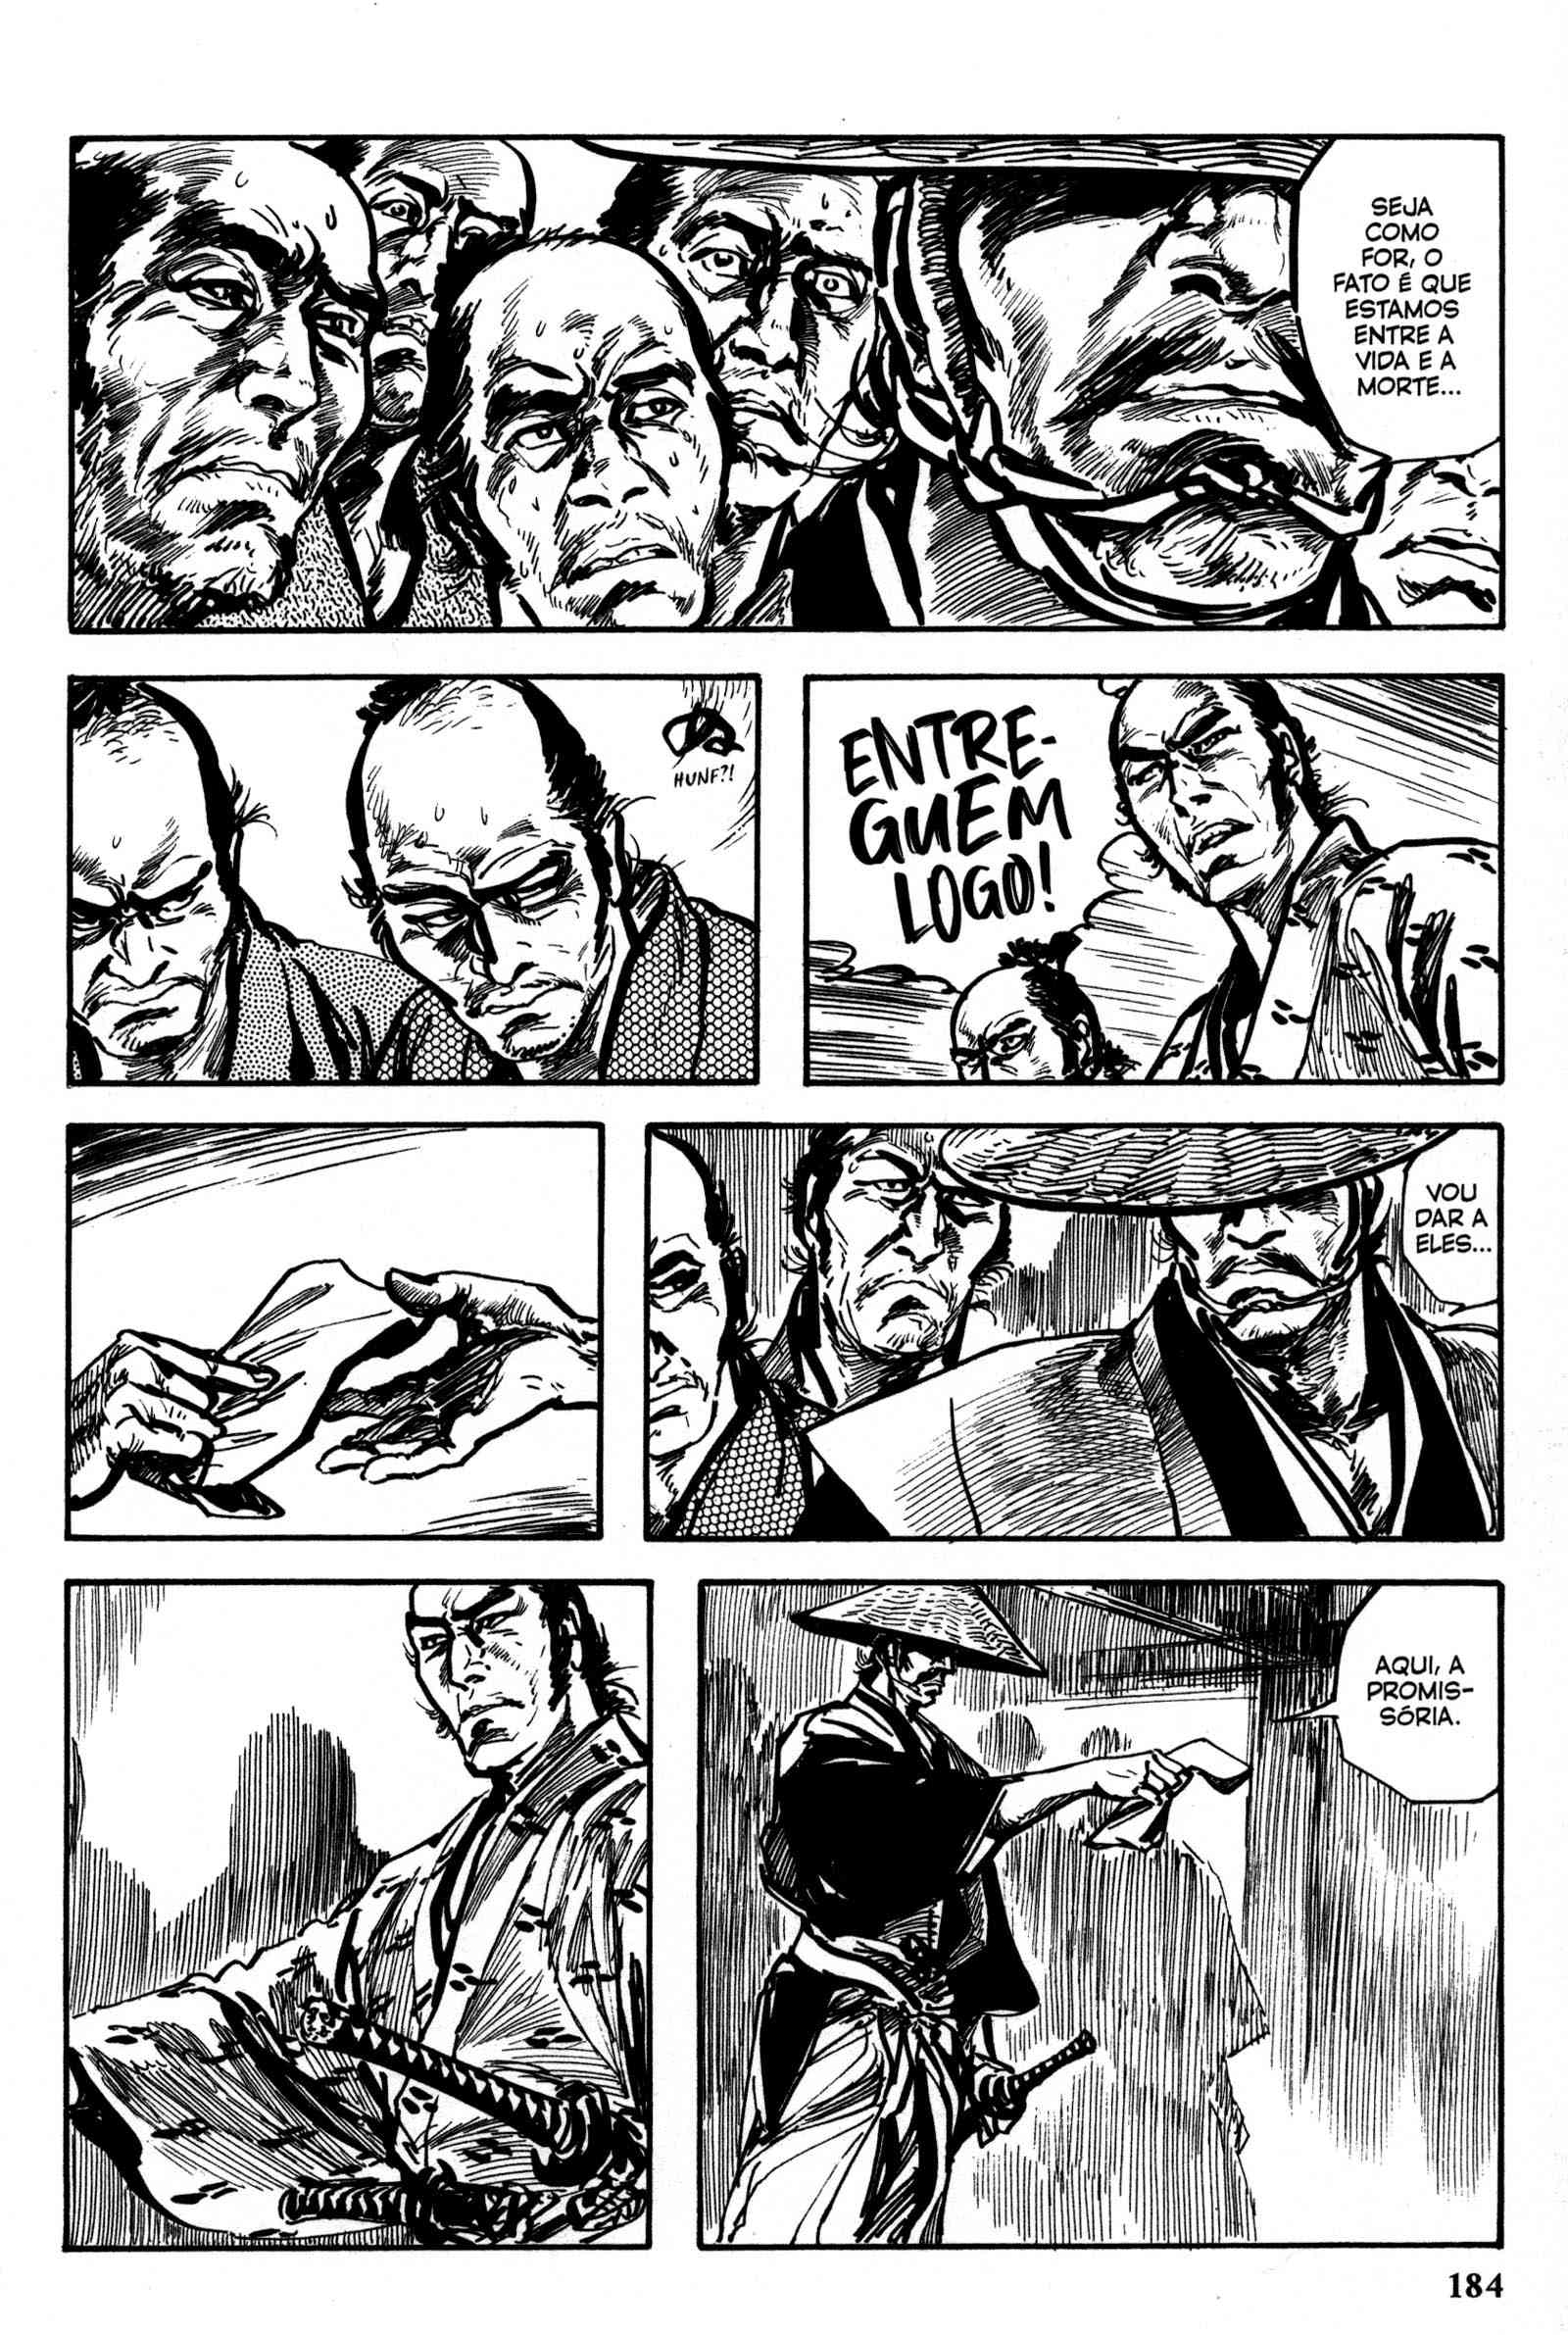 SEJA
COMO
FOR, O
FATO É QUE
ESTAMOS
ENTRE A
VIDA E A
MORTE...
ENTRE-
GUEM
LOGO!
HUNF?!
VOU
DAR A
ELES...
AQUI, A
PROMIS-
SÓRIA.
184